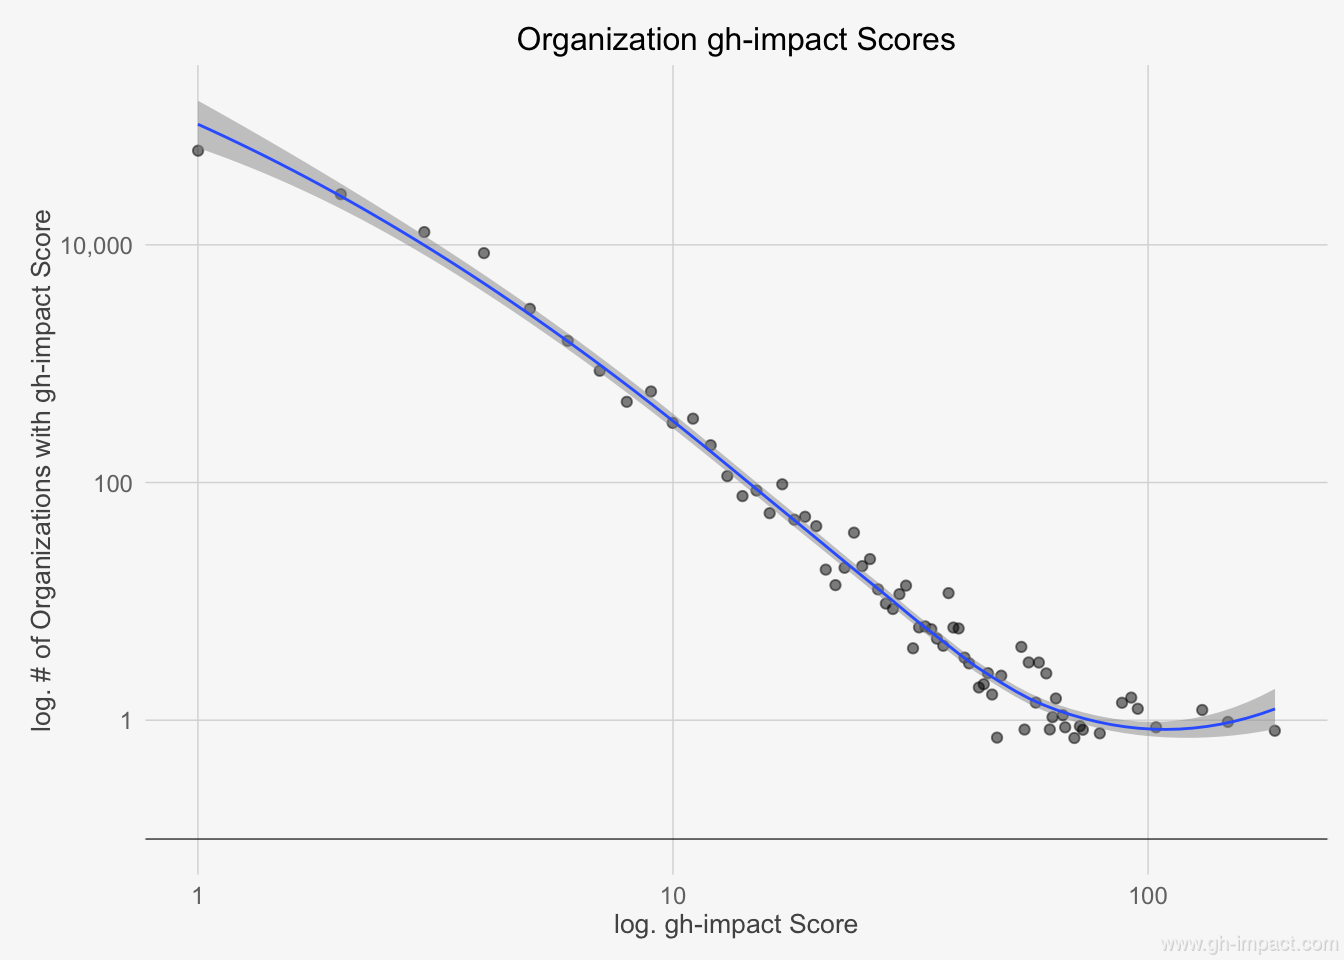 Organization gh-impact Scores
log. # of Organizations with gh-impact Score
10,000
100
1
1
10
100
log. gh-impact Score
www.gh-impact.com